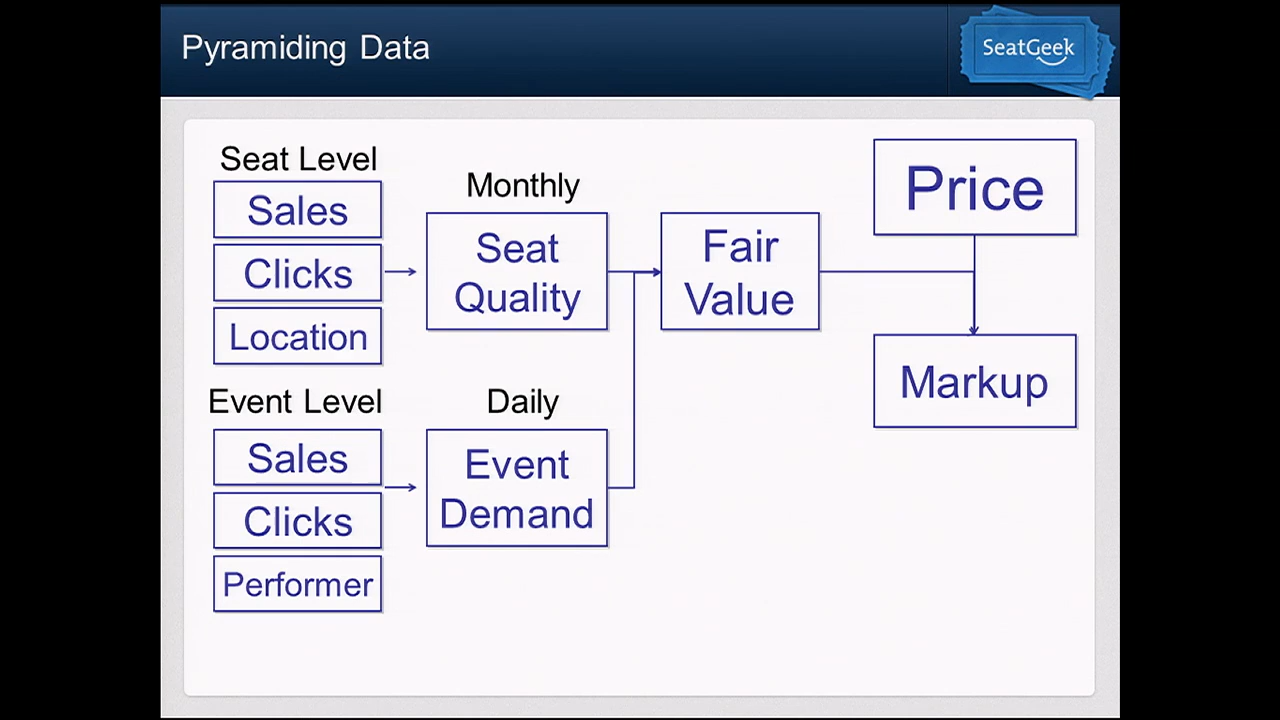 Pyramiding Data
SeatGeek
Seat Level
Sales
Clicks
Location
Monthly
Seat
Quality
Fair
Value
Price
Markup
Event Level
Sales
Clicks
Performer
Daily
Event
Demand